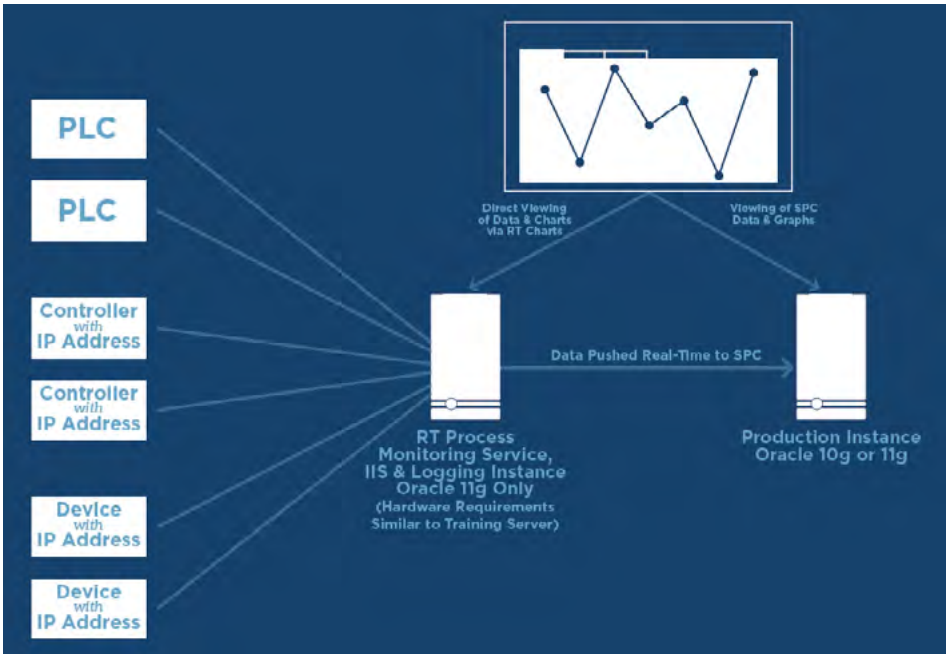 PLC
PLC
Controller
with
IP Address
Controller
with
IP Address
Device
with
IP Address
Device
with
IP Address
Direct Viewing
of Data & Charts
via RT Charts
Viewing of SPC
Data & Graphs
Data Pushed Real-Time to SPC
RT Process
Monitoring Service,
IIS & Logging Instance
Oracle 11g Only
(Hardware Requirements
Similar to Training Server)
Production Instance
Oracle 10g or 11g